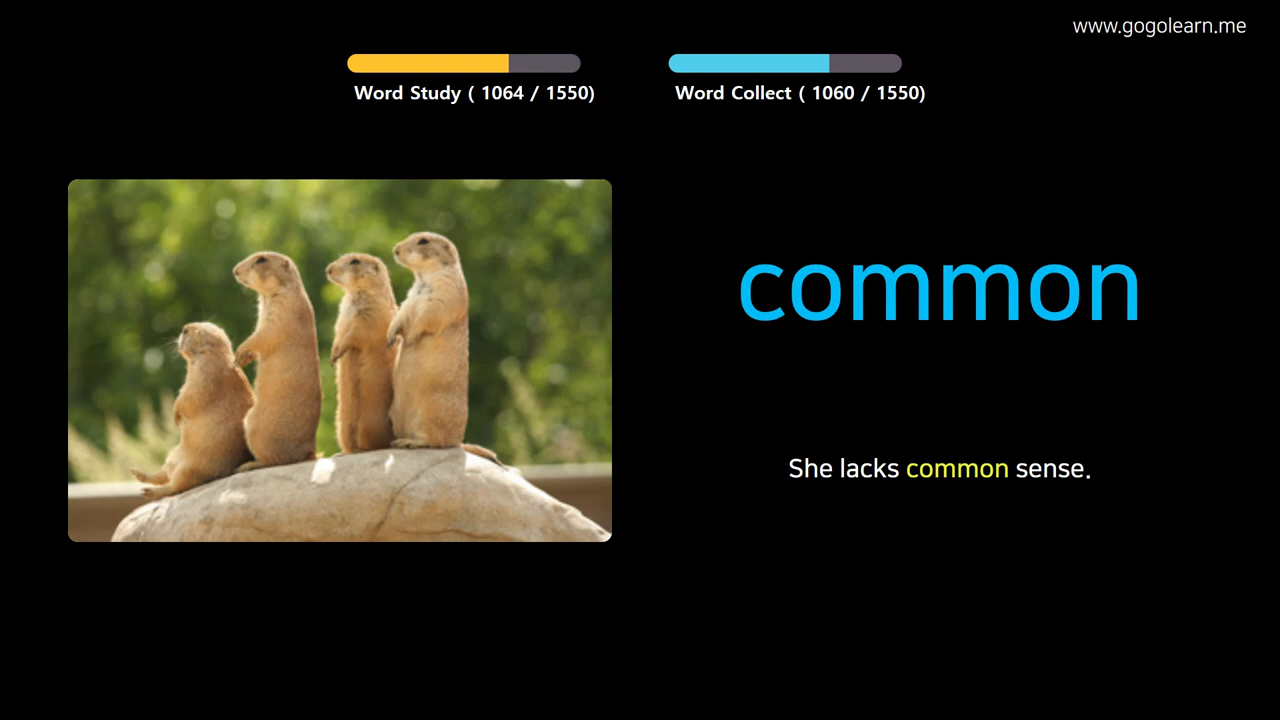 www.gogolearn.me
Word Study ( 1064 / 1550)
Word Collect ( 1060 / 1550)
common
She lacks common sense.